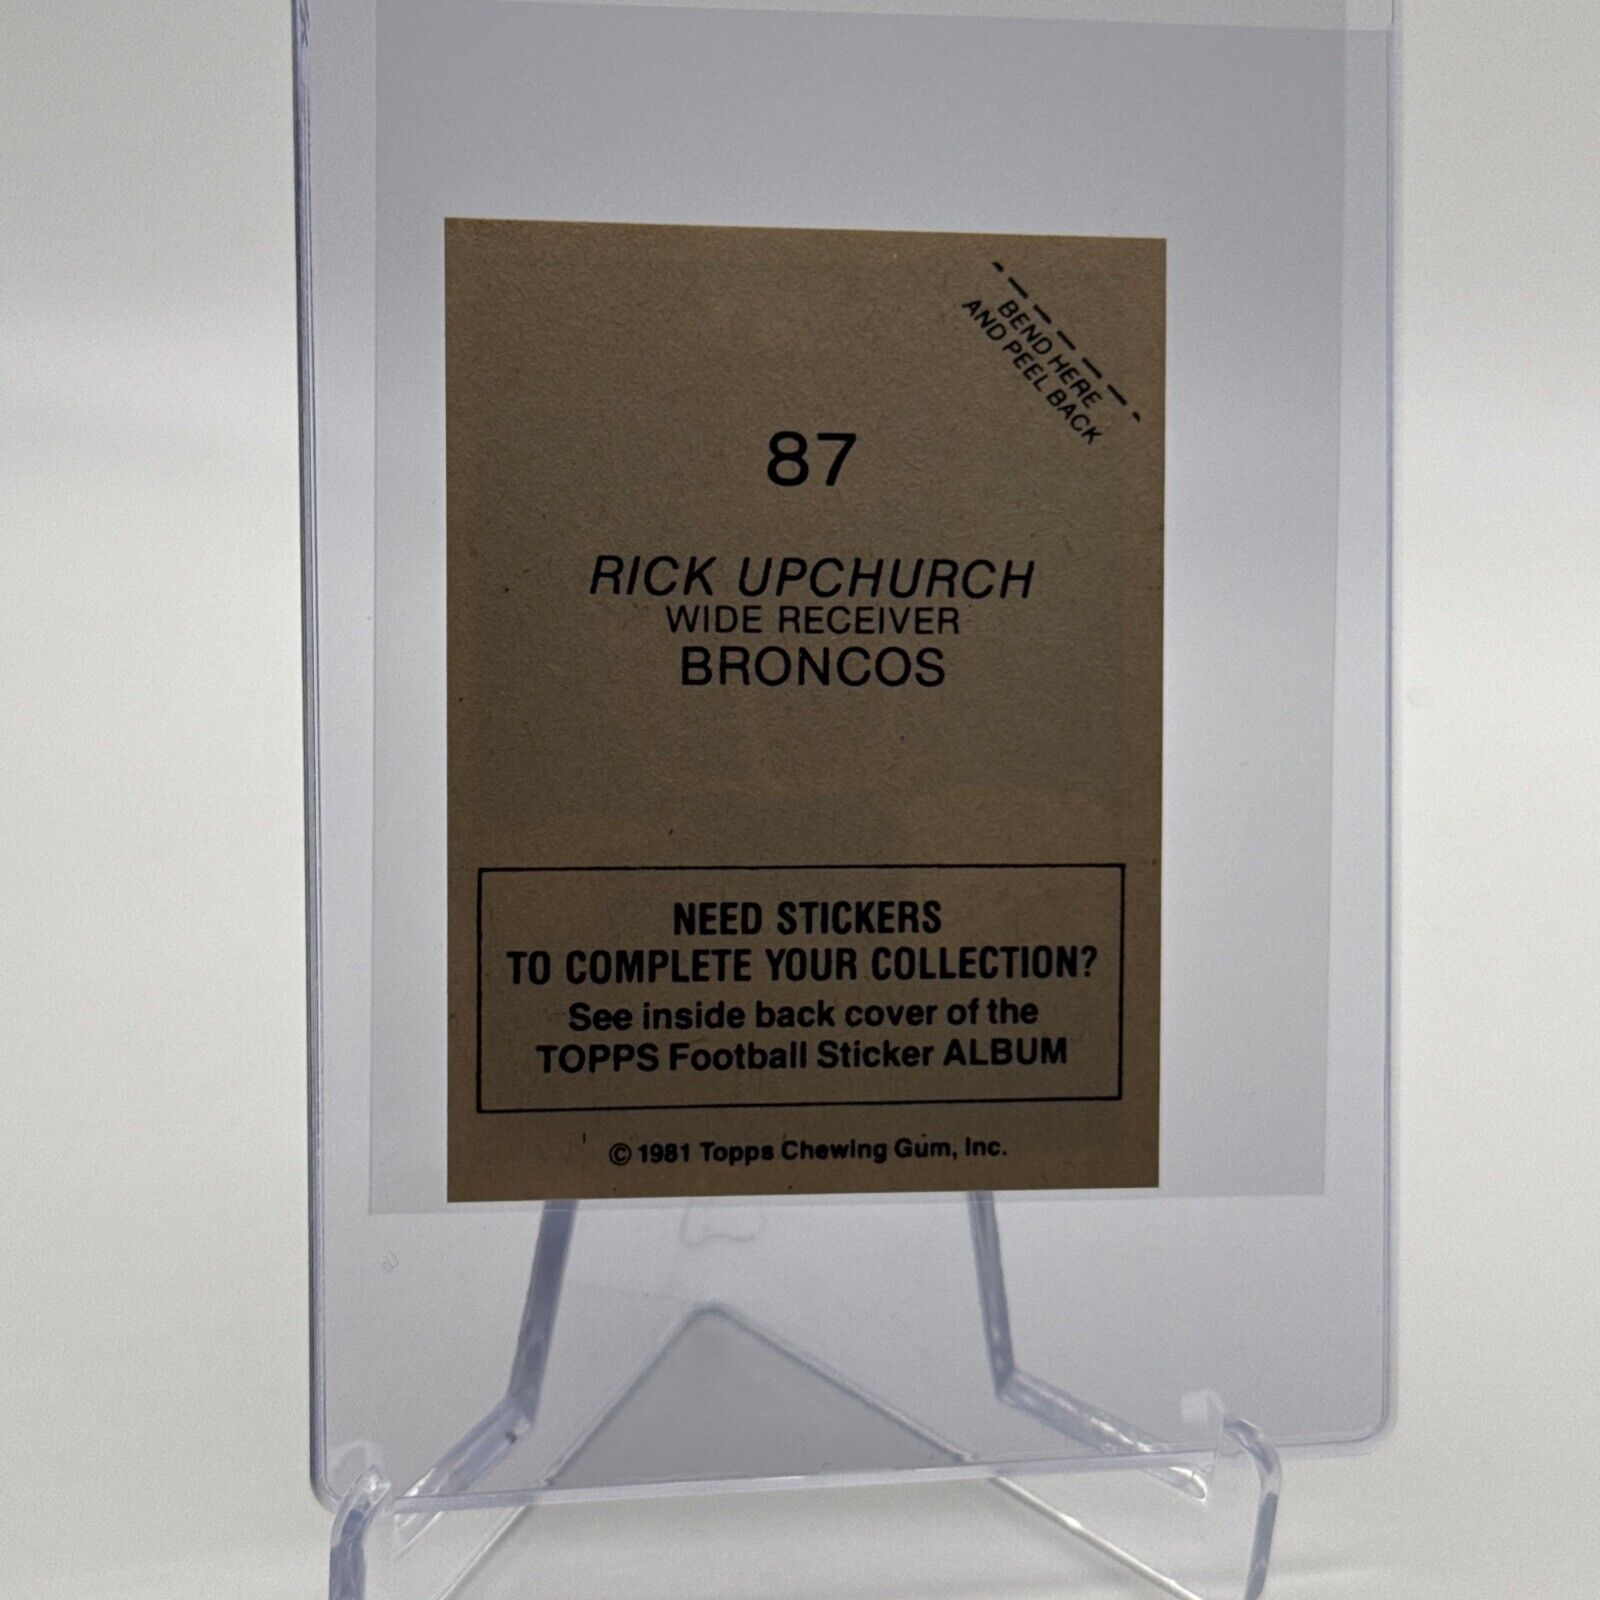 BEND HERE
AND PEEL BACK
87
RICK UPCHURCH
WIDE RECEIVER
BRONCOS
NEED STICKERS
TO COMPLETE YOUR COLLECTION?
See inside back cover of the
TOPPS Football Sticker ALBUM
© 1981 Topps Chewing Gum, Inc.